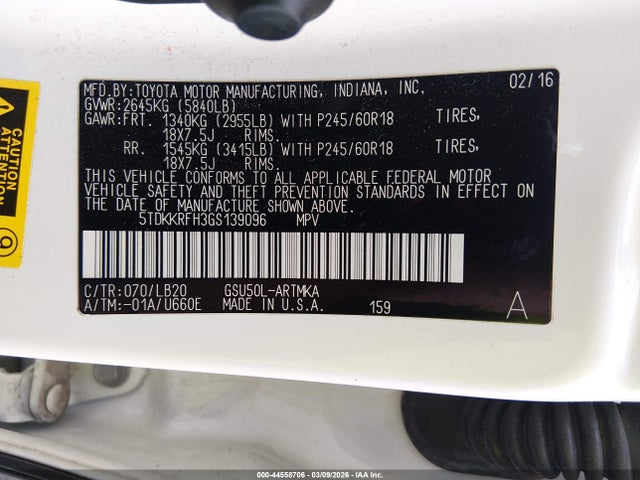 MFD.BY:TOYOTA MOTOR MANUFACTURING, INDIANA, INC. 02/16
GVWR:2645KG (5840LB)
GAWR:FRT. 1340KG (2955LB) WITH P245/60R18 TIRES,
18X7.5J RIMS.
RR. 1545KG (3415LB) WITH P245/60R18 TIRES,
18X7.5J RIMS.
THIS VEHICLE CONFORMS TO ALL APPLICABLE FEDERAL MOTOR
VEHICLE SAFETY AND THEFT PREVENTION STANDARDS IN EFFECT ON
THE DATE OF MANUFACTURE SHOWN ABOVE.
5TDKKRFH3GS139096 MPV
C/TR:070/LB20 GSU50L-ARTMKA
A/TM:-01A/U660E MADE IN U.S.A. 159 A
CAUTION
ATTENTION
9
000-44558706 - 03/09/2026 - IAA Inc.